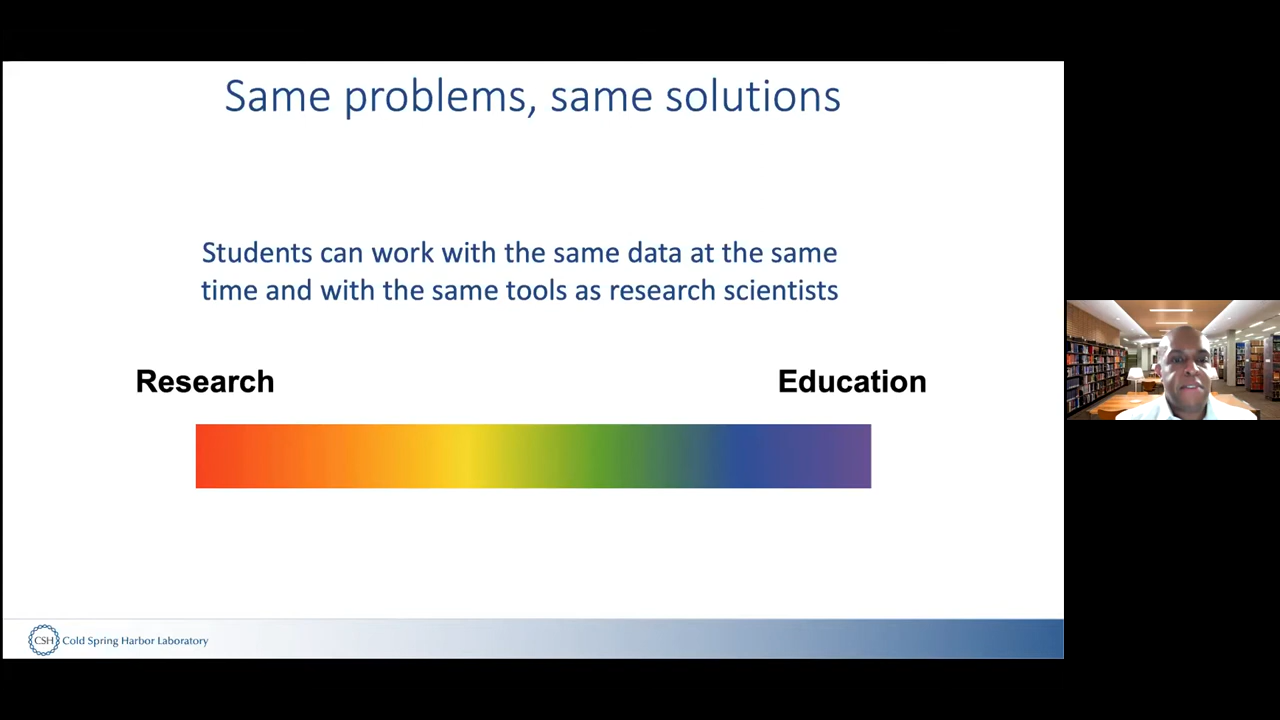 Same problems, same solutions
Students can work with the same data at the same
time and with the same tools as research scientists
Research
Education
CSH Cold Spring Harbor Laboratory